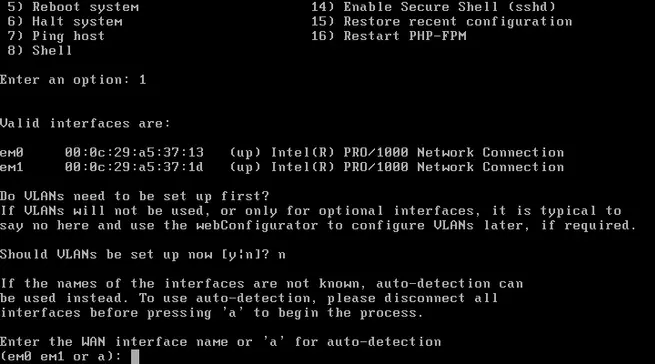 5) Reboot system                     14) Enable Secure Shell (sshd)
6) Halt system                       15) Restore recent configuration
7) Ping host                         16) Restart PHP-FPM
8) Shell
Enter an option: 1
Valid interfaces are:
em0     00:0c:29:a5:37:13   (up) Intel(R) PRO/1000 Network Connection
em1     00:0c:29:a5:37:1d   (up) Intel(R) PRO/1000 Network Connection
Do VLANs need to be set up first?
If VLANs will not be used, or only for optional interfaces, it is typical to
say no here and use the webConfigurator to configure VLANs later, if required.
Should VLANs be set up now [y|n]? n
If the names of the interfaces are not known, auto-detection can
be used instead. To use auto-detection, please disconnect all
interfaces before pressing 'a' to begin the process.
Enter the WAN interface name or 'a' for auto-detection
(em0 em1 or a):